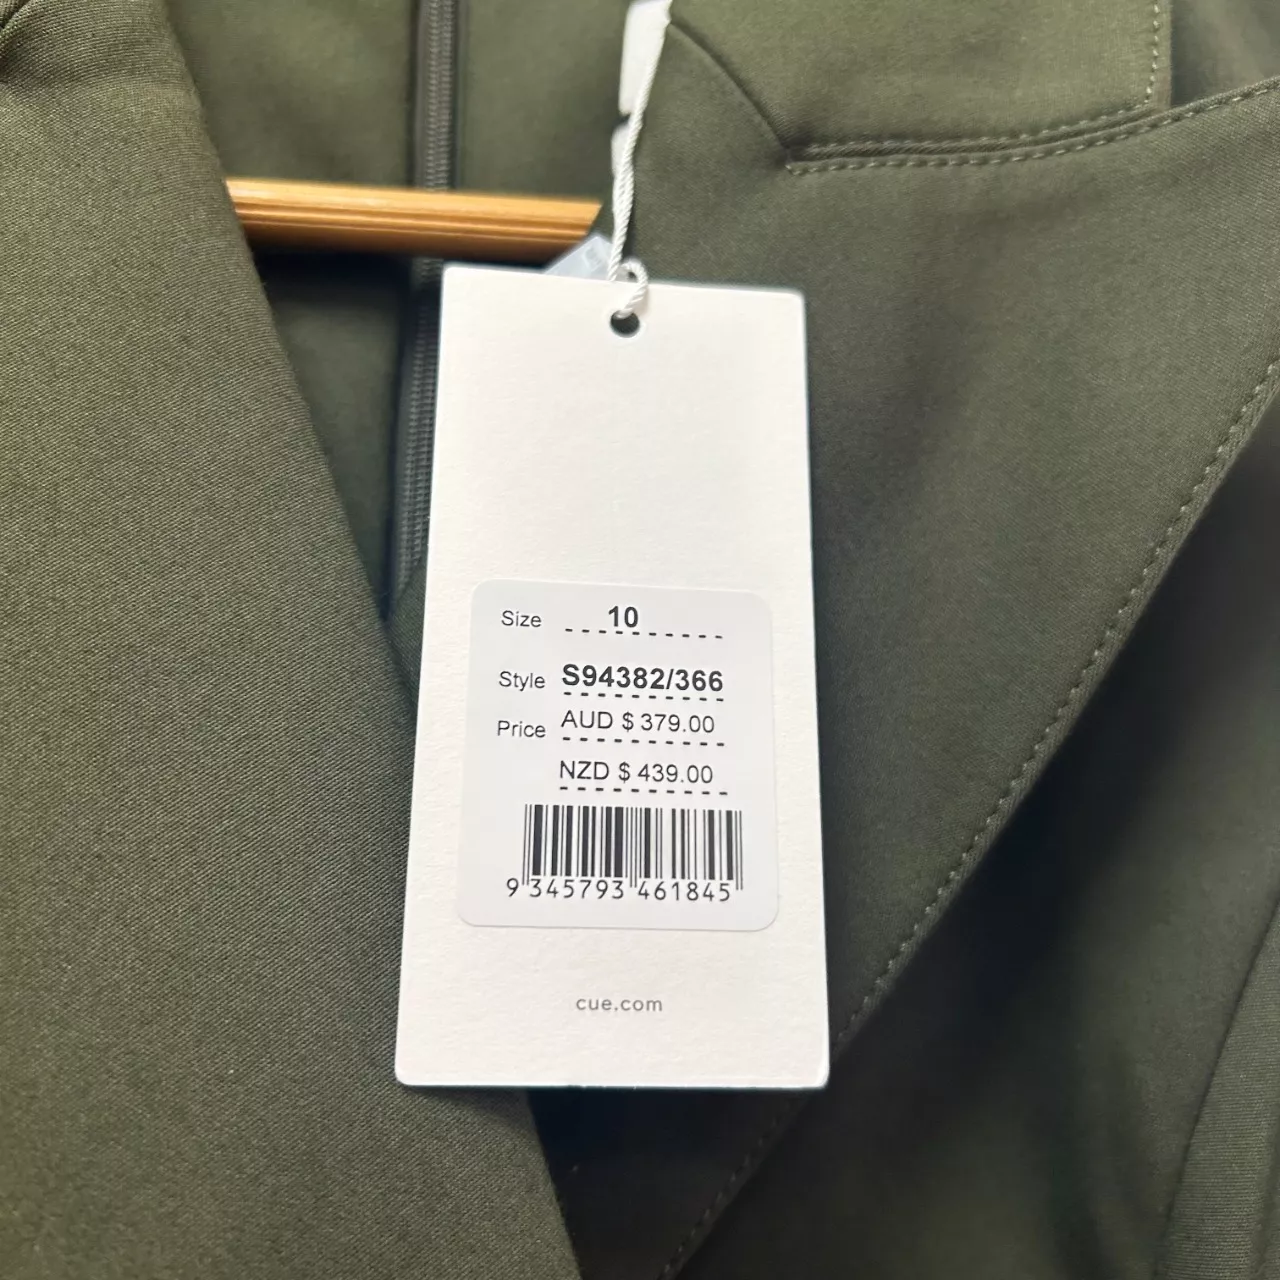 Size 10
Style S94382/366
Price AUD $ 379.00
NZD $ 439.00
9 345793 461845
cue.com